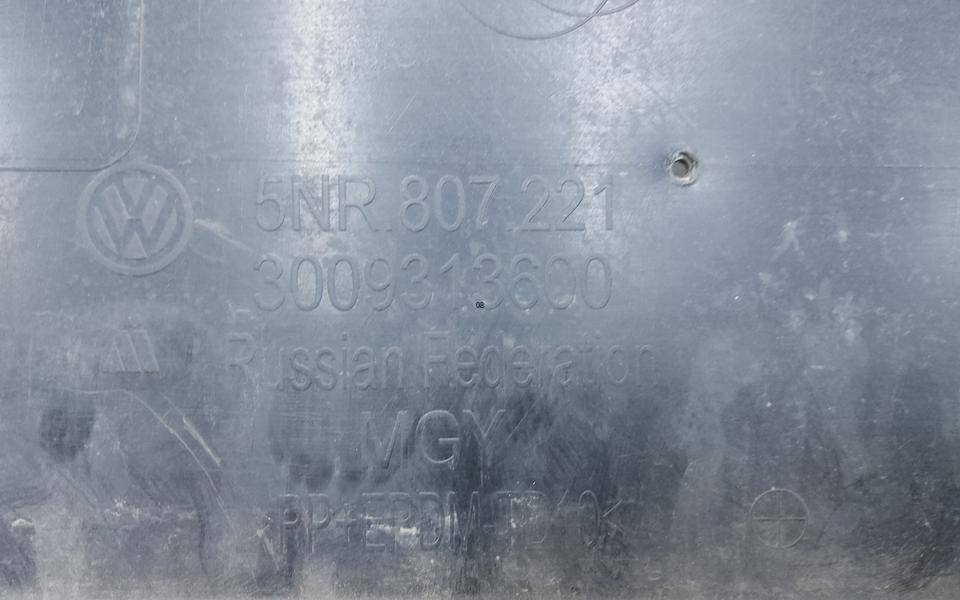 5NR.807.221
3009313600
Russian Federation
MGY
>PP+EPDM-TD10<